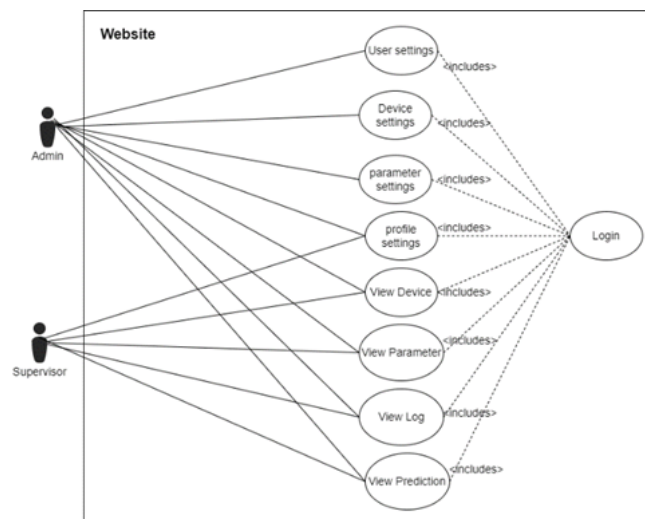 Website
User settings
<includes>
Device
settings
<includes>
Admin
parameter
settings
<includes>
profile
settings
<includes>
Login
View Device
<includes>
Supervisor
View Parameter
<includes>
View Log
<includes>
View Prediction
<includes>